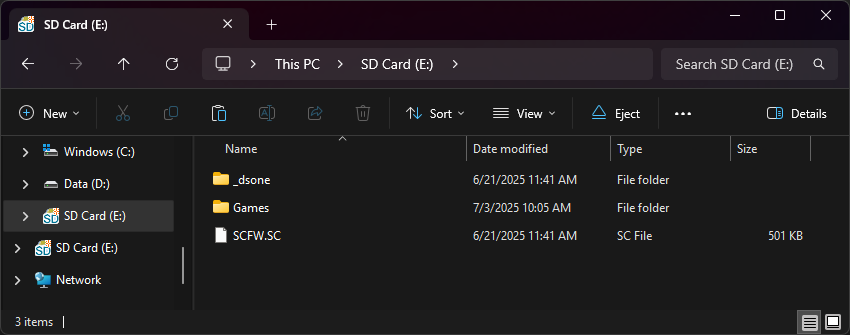 SD Card (E:)
This PC SD Card (E:) Search SD Card (E:)
New Sort View Eject Details
Name Date modified Type Size
Windows (C:)
Data (D:)
SD Card (E:)
SD Card (E:)
Network
_dsone 6/21/2025 11:41 AM File folder
Games 7/3/2025 10:05 AM File folder
SCFW.SC 6/21/2025 11:41 AM SC File 501 KB
3 items